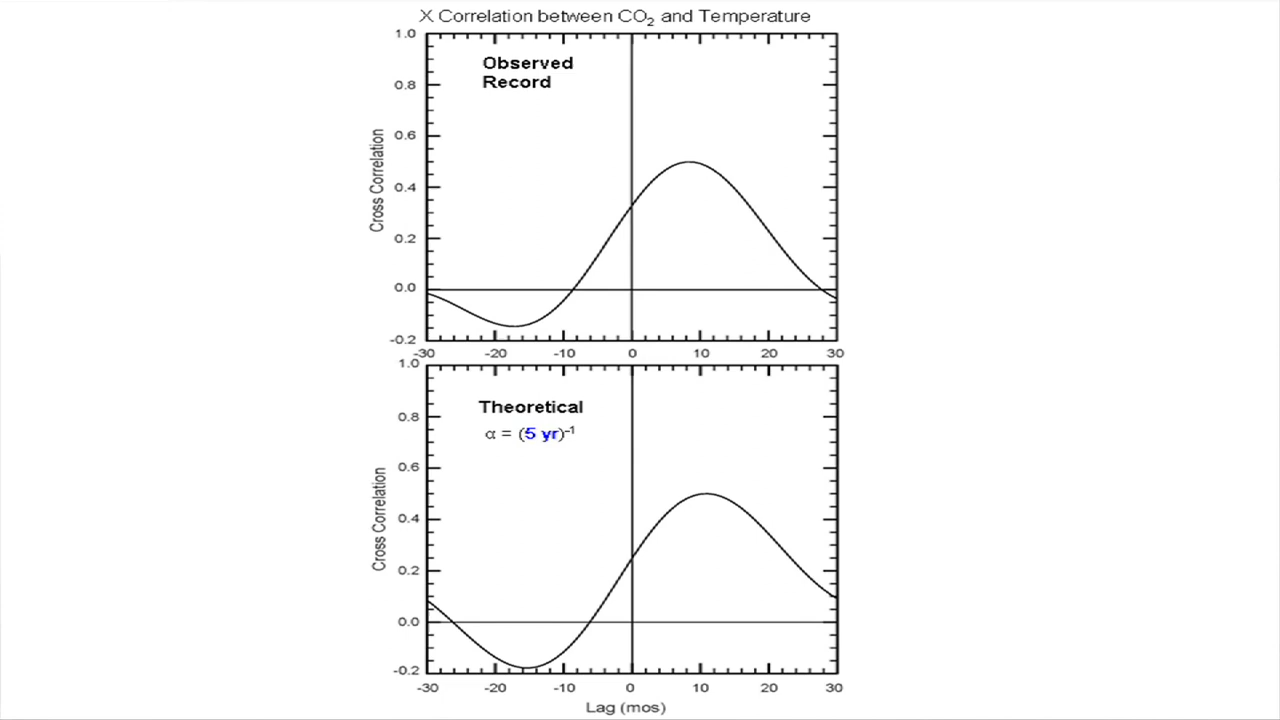 X Correlation between CO₂ and Temperature
1.0
Observed
Record
0.8
0.6
Cross Correlation
0.4
0.2
0.0
-0.2
-30 -20 -10 0 10 20 30
1.0
Theoretical
0.8
α = (5 yr)⁻¹
0.6
Cross Correlation
0.4
0.2
0.0
-0.2
-30 -20 -10 0 10 20 30
Lag (mos)